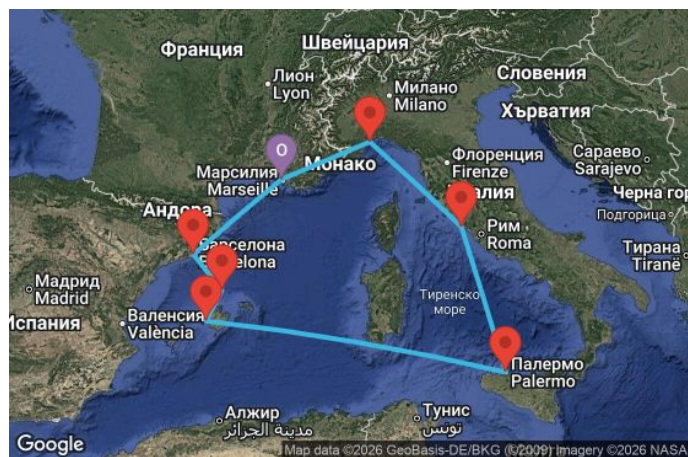 Франция
Швейцария
Лион
Lyon
Милано
Milano
Словения
Хърватия
О
Марсилия
Marseille
Монако
Флоренция
Firenze
Сараево
Sarajevo
Андора
Черна гор
Подгорица
Рим
Roma
Барселона
Тирана
Tiranë
Мадрид
Madrid
Тиренско
море
Валенсия
València
Испания
Палермо
Palermo
Алжир
مدينة الجزائر
Тунис
تونس
Google
Map data ©2026 GeoBasis-DE/BKG (©2009) Imagery ©2026 NASA